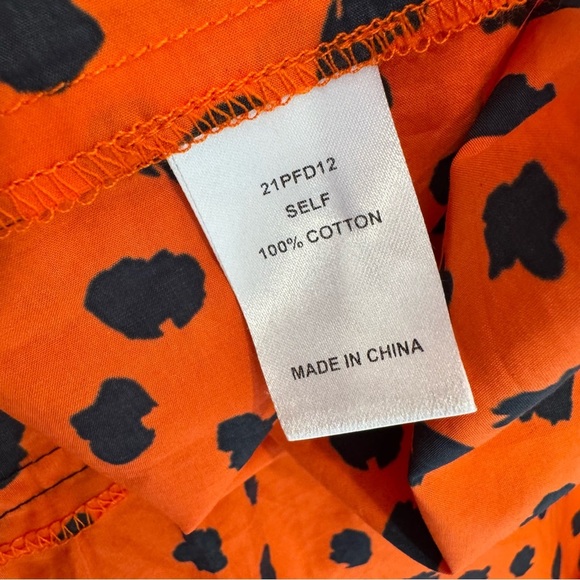 21PFD12
SELF
100% COTTON
MADE IN CHINA